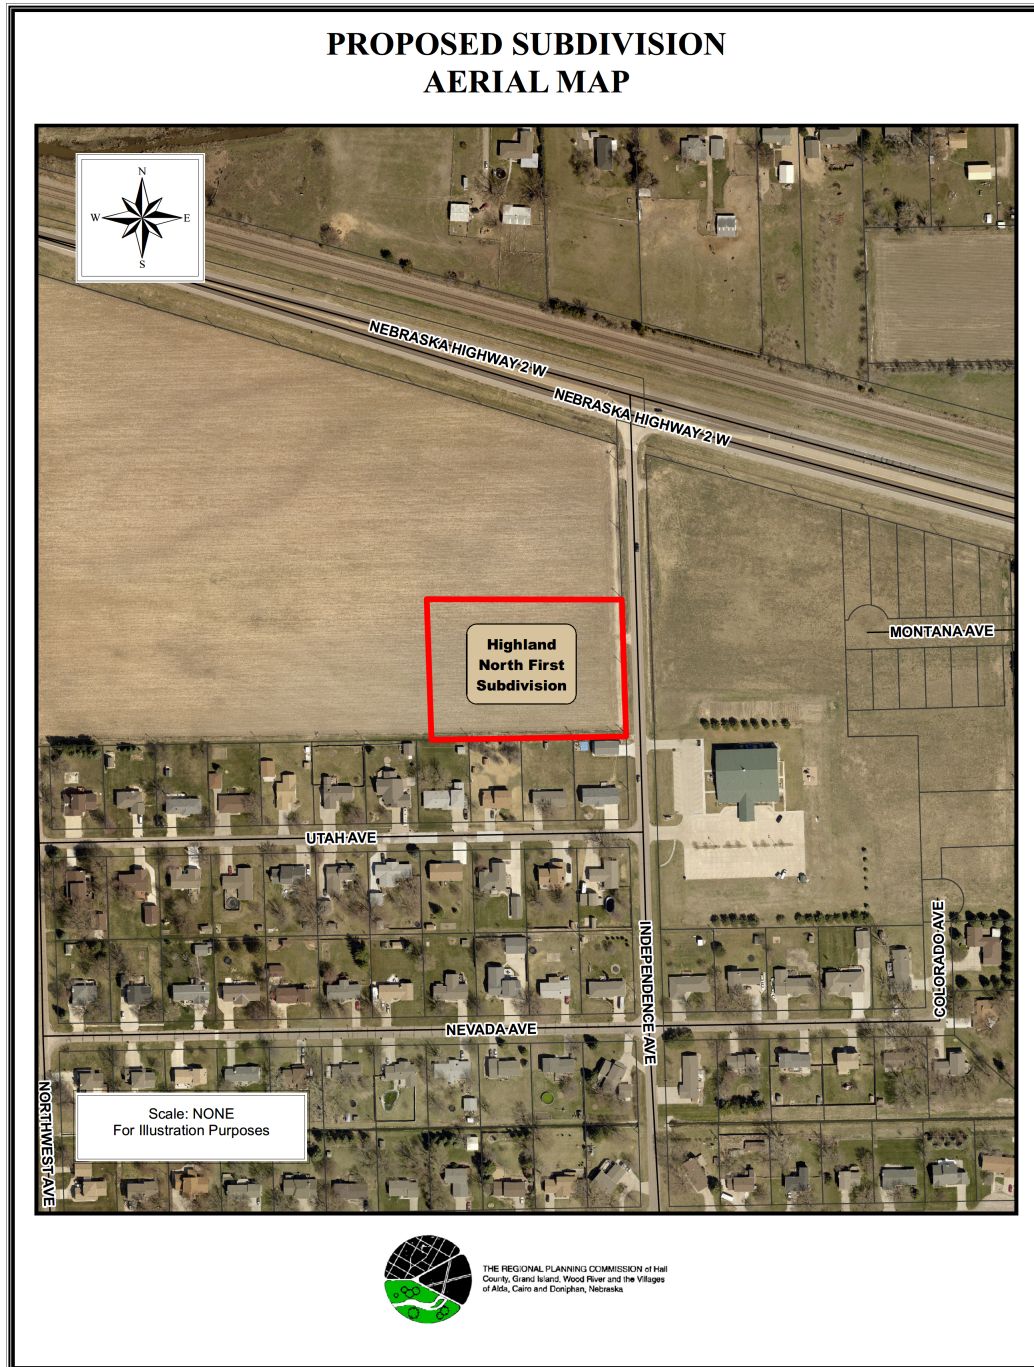 PROPOSED SUBDIVISION
AERIAL MAP
N
W
E
S
NEBRASKA HIGHWAY 2 W
NEBRASKA HIGHWAY 2 W
Highland
North First
Subdivision
MONTANA AVE
UTAH AVE
INDEPENDENCE AVE
COLORADO AVE
NEVADA AVE
NORTHWEST AVE
Scale: NONE
For Illustration Purposes
THE REGIONAL PLANNING COMMISSION of Hall
County, Grand Island, Wood River and the Villages
of Alda, Cairo and Doniphan, Nebraska